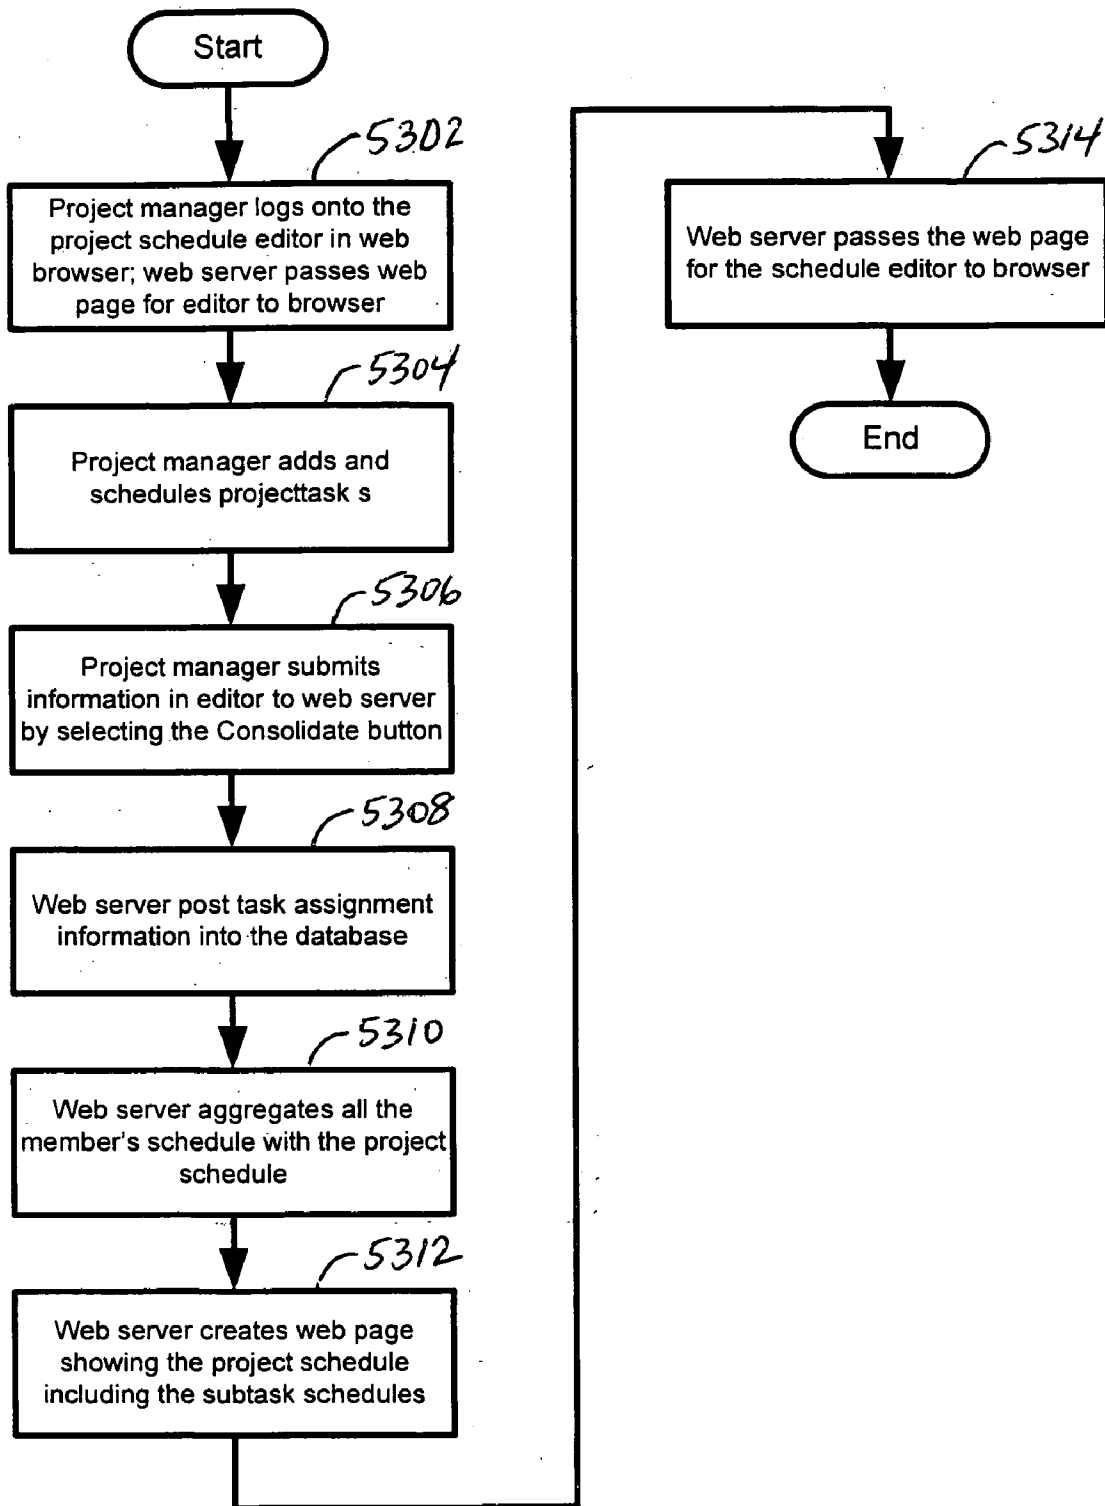 Start
5302
Project manager logs onto the
project schedule editor in web
browser; web server passes web
page for editor to browser
5304
Project manager adds and
schedules projecttask s
5306
Project manager submits
information in editor to web server
by selecting the Consolidate button
5308
Web server post task assignment
information into the database
5310
Web server aggregates all the
member's schedule with the project
schedule
5312
Web server creates web page
showing the project schedule
including the subtask schedules
5314
Web server passes the web page
for the schedule editor to browser
End